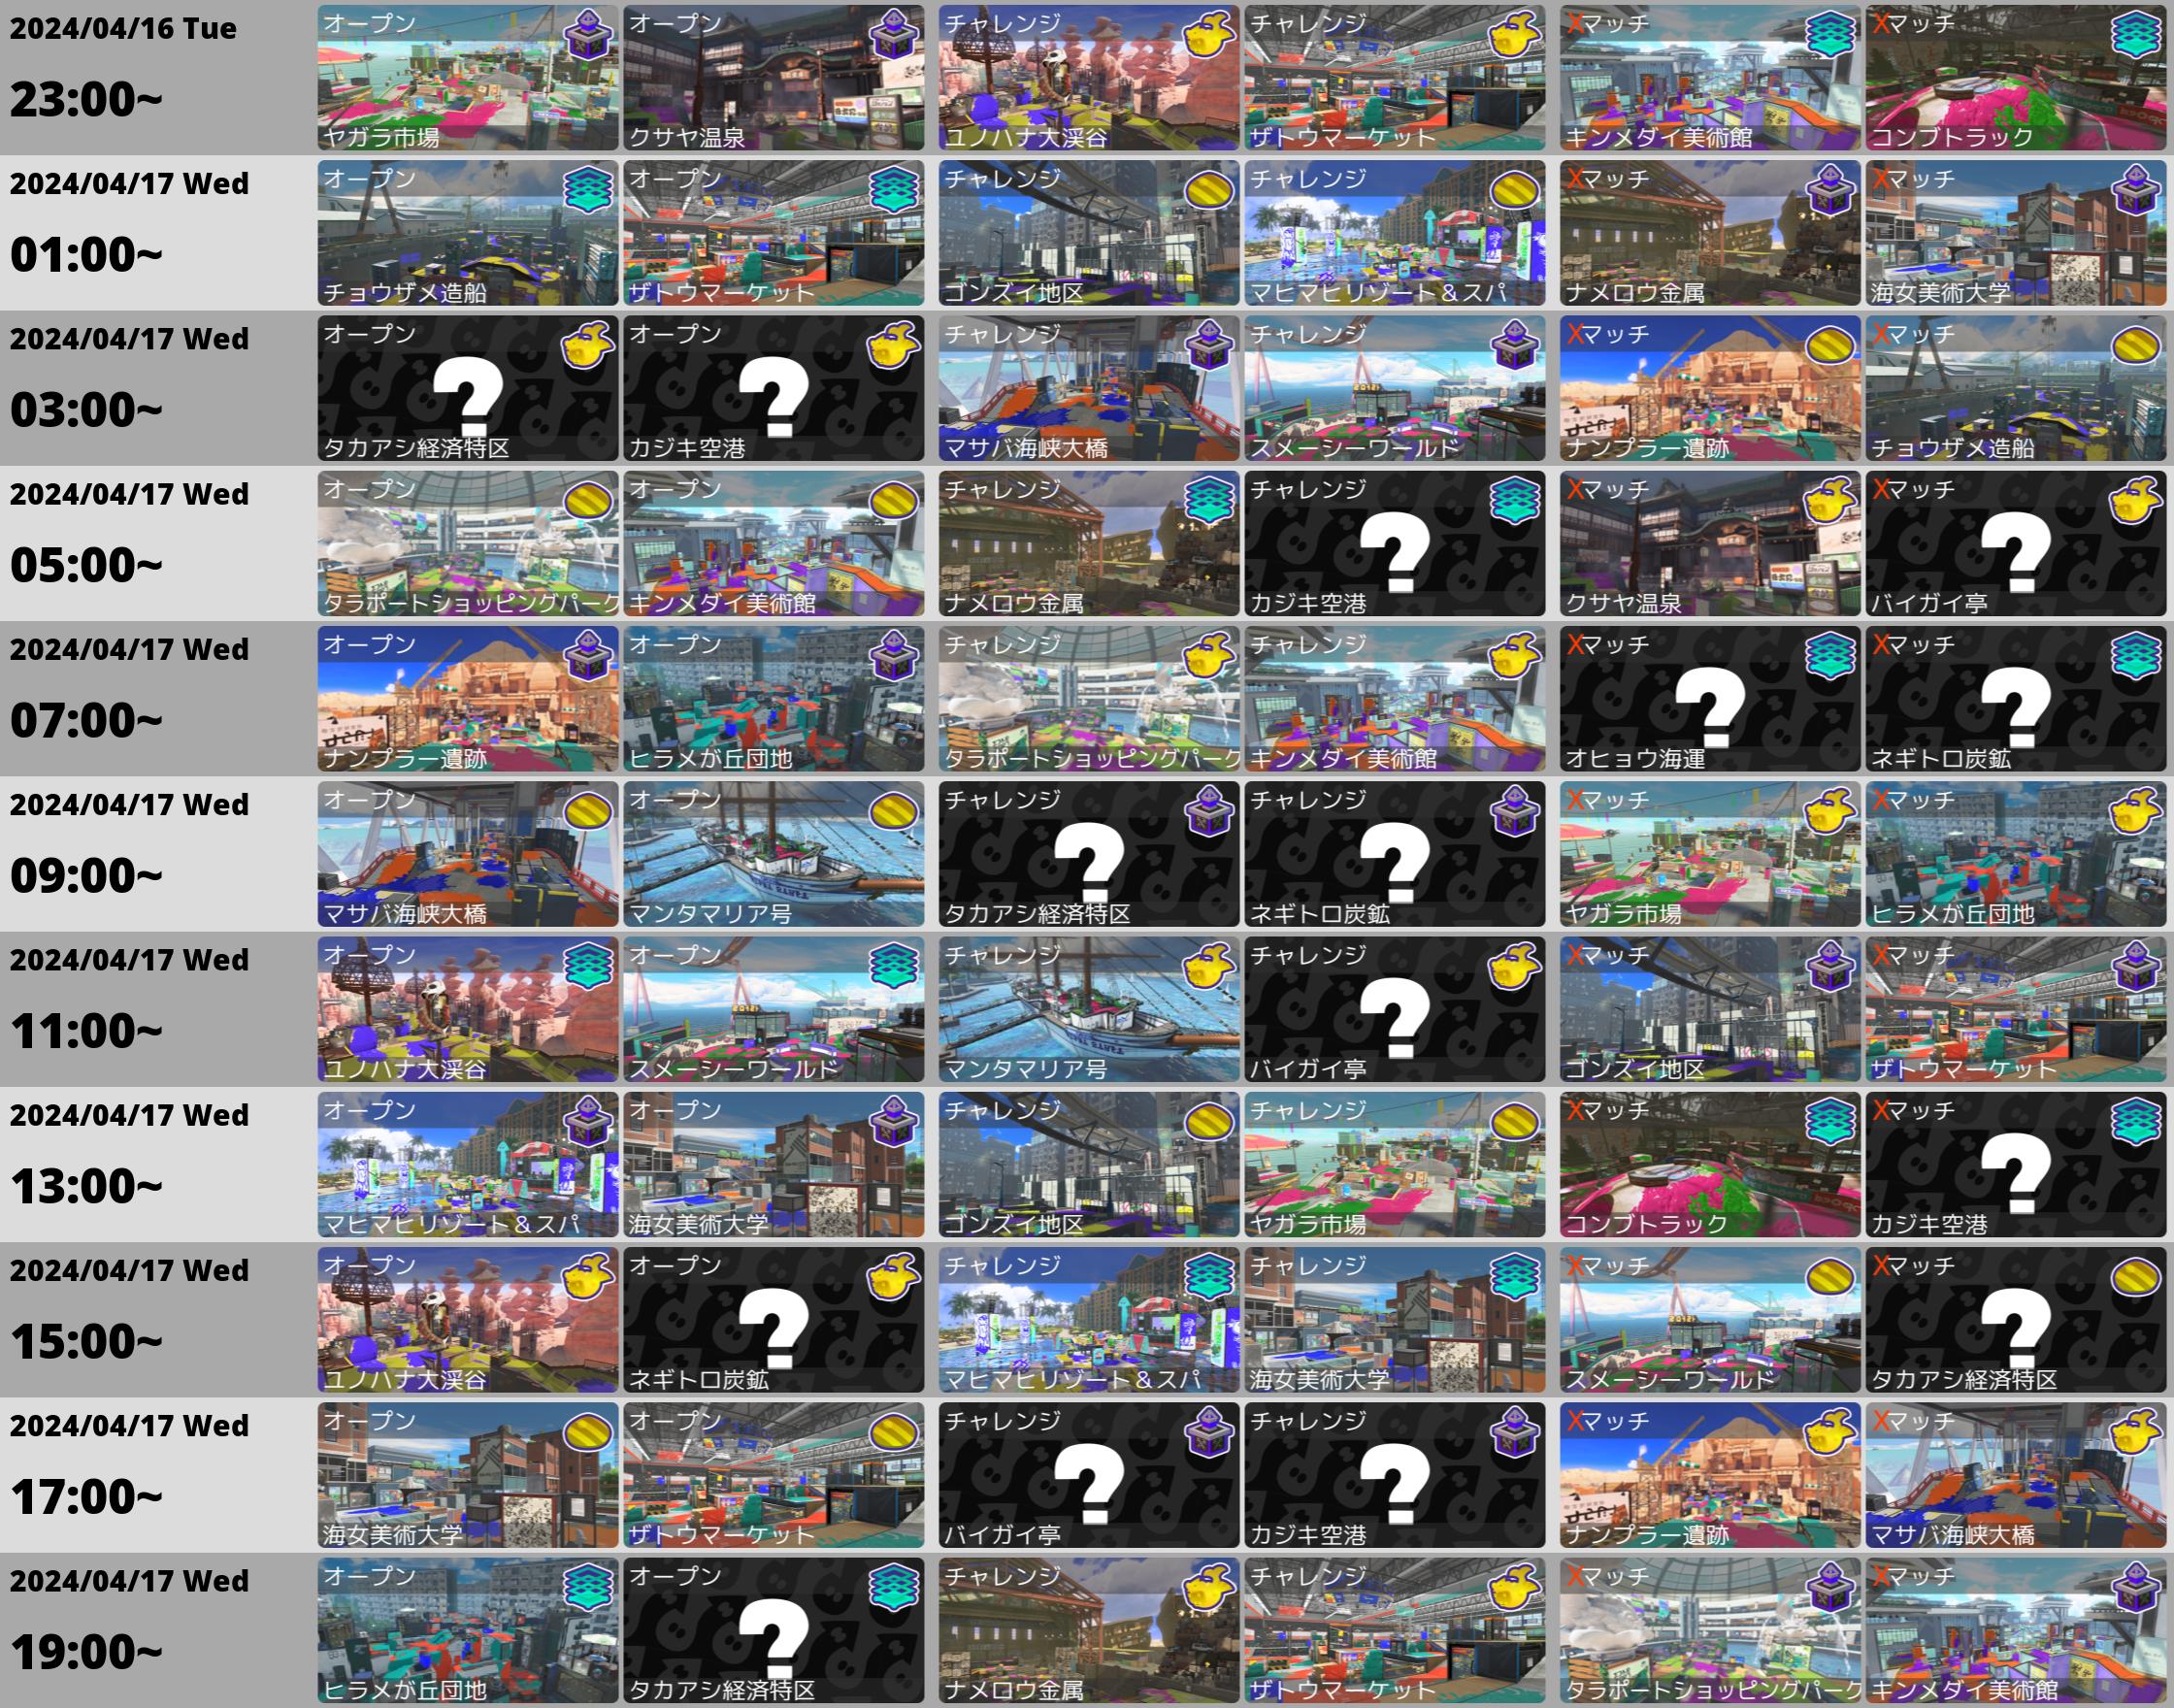 2024/04/16 Tue
23:00~
オープン オープン チャレンジ チャレンジ Xマッチ Xマッチ
ヤガラ市場 クサヤ温泉 ユノハナ大渓谷 ザトウマーケット キンメダイ美術館 コンブトラック
2024/04/17 Wed
01:00~
オープン オープン チャレンジ チャレンジ Xマッチ Xマッチ
チョウザメ造船 ザトウマーケット ゴンズイ地区 マヒマヒリゾート＆スパ ナメロウ金属 海女美術大学
2024/04/17 Wed
03:00~
オープン オープン チャレンジ チャレンジ Xマッチ Xマッチ
? ?
タカアシ経済特区 カジキ空港 マサバ海峡大橋 スメーシーワールド ナンプラー遺跡 チョウザメ造船
2024/04/17 Wed
05:00~
オープン オープン チャレンジ チャレンジ Xマッチ Xマッチ
? ?
タラポートショッピングパーク キンメダイ美術館 ナメロウ金属 カジキ空港 クサヤ温泉 バイガイ亭
2024/04/17 Wed
07:00~
オープン オープン チャレンジ チャレンジ Xマッチ Xマッチ
? ?
ナンプラー遺跡 ヒラメが丘団地 タラポートショッピングパーク キンメダイ美術館 オヒョウ海運 ネギトロ炭鉱
2024/04/17 Wed
09:00~
オープン オープン チャレンジ チャレンジ Xマッチ Xマッチ
? ?
マサバ海峡大橋 マンタマリア号 タカアシ経済特区 ネギトロ炭鉱 ヤガラ市場 ヒラメが丘団地
2024/04/17 Wed
11:00~
オープン オープン チャレンジ チャレンジ Xマッチ Xマッチ
?
ユノハナ大渓谷 スメーシーワールド マンタマリア号 バイガイ亭 ゴンズイ地区 ザトウマーケット
2024/04/17 Wed
13:00~
オープン オープン チャレンジ チャレンジ Xマッチ Xマッチ
?
マヒマヒリゾート＆スパ 海女美術大学 ゴンズイ地区 ヤガラ市場 コンブトラック カジキ空港
2024/04/17 Wed
15:00~
オープン オープン チャレンジ チャレンジ Xマッチ Xマッチ
? ?
ユノハナ大渓谷 ネギトロ炭鉱 マヒマヒリゾート＆スパ 海女美術大学 スメーシーワールド タカアシ経済特区
2024/04/17 Wed
17:00~
オープン オープン チャレンジ チャレンジ Xマッチ Xマッチ
? ?
海女美術大学 ザトウマーケット バイガイ亭 カジキ空港 ナンプラー遺跡 マサバ海峡大橋
2024/04/17 Wed
19:00~
オープン オープン チャレンジ チャレンジ Xマッチ Xマッチ
?
ヒラメが丘団地 タカアシ経済特区 ナメロウ金属 ザトウマーケット タラポートショッピングパーク キンメダイ美術館